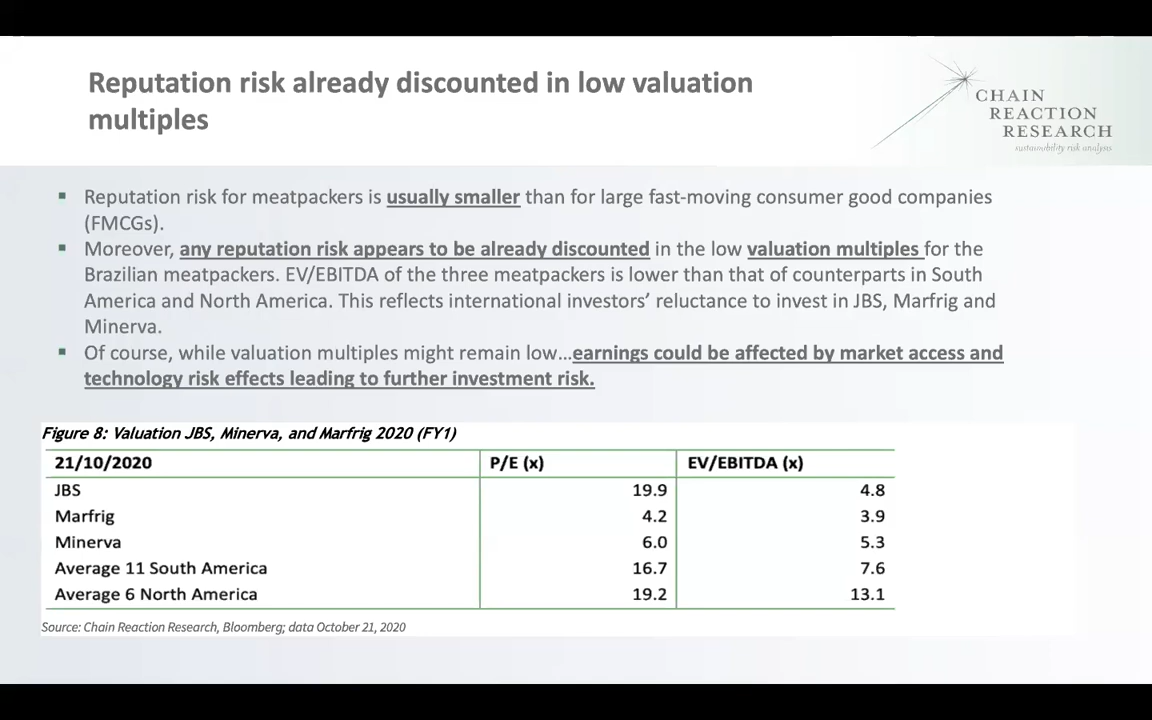 Reputation risk already discounted in low valuation
multiples
CHAIN
REACTION
RESEARCH
sustainability risk analysis
▪ Reputation risk for meatpackers is usually smaller than for large fast-moving consumer good companies
(FMCGs).
▪ Moreover, any reputation risk appears to be already discounted in the low valuation multiples for the
Brazilian meatpackers. EV/EBITDA of the three meatpackers is lower than that of counterparts in South
America and North America. This reflects international investors’ reluctance to invest in JBS, Marfrig and
Minerva.
▪ Of course, while valuation multiples might remain low…earnings could be affected by market access and
technology risk effects leading to further investment risk.
Figure 8: Valuation JBS, Minerva, and Marfrig 2020 (FY1)
21/10/2020 P/E (x) EV/EBITDA (x)
JBS 19.9 4.8
Marfrig 4.2 3.9
Minerva 6.0 5.3
Average 11 South America 16.7 7.6
Average 6 North America 19.2 13.1
Source: Chain Reaction Research, Bloomberg; data October 21, 2020